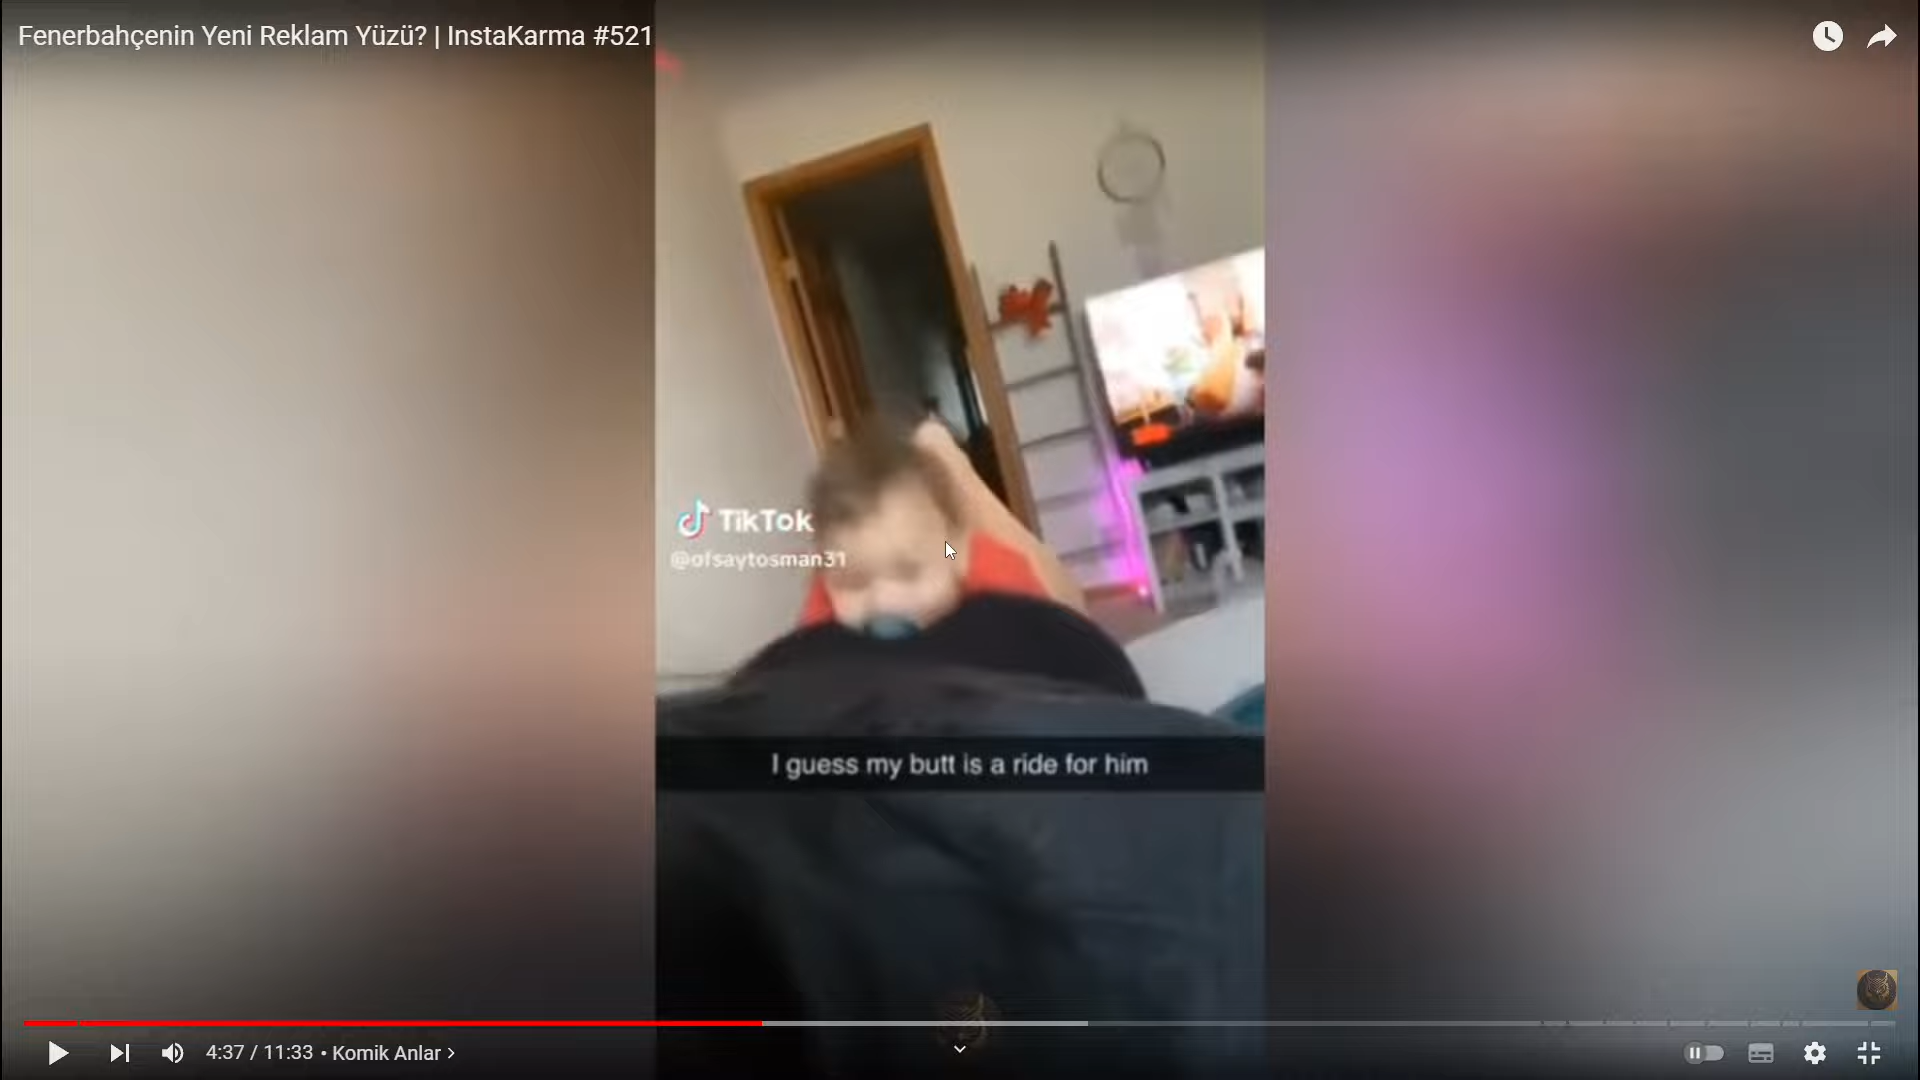 Fenerbahçenin Yeni Reklam Yüzü? | InstaKarma #521
TikTok
@ofsaytosman31
I guess my butt is a ride for him
4:37 / 11:33 • Komik Anlar